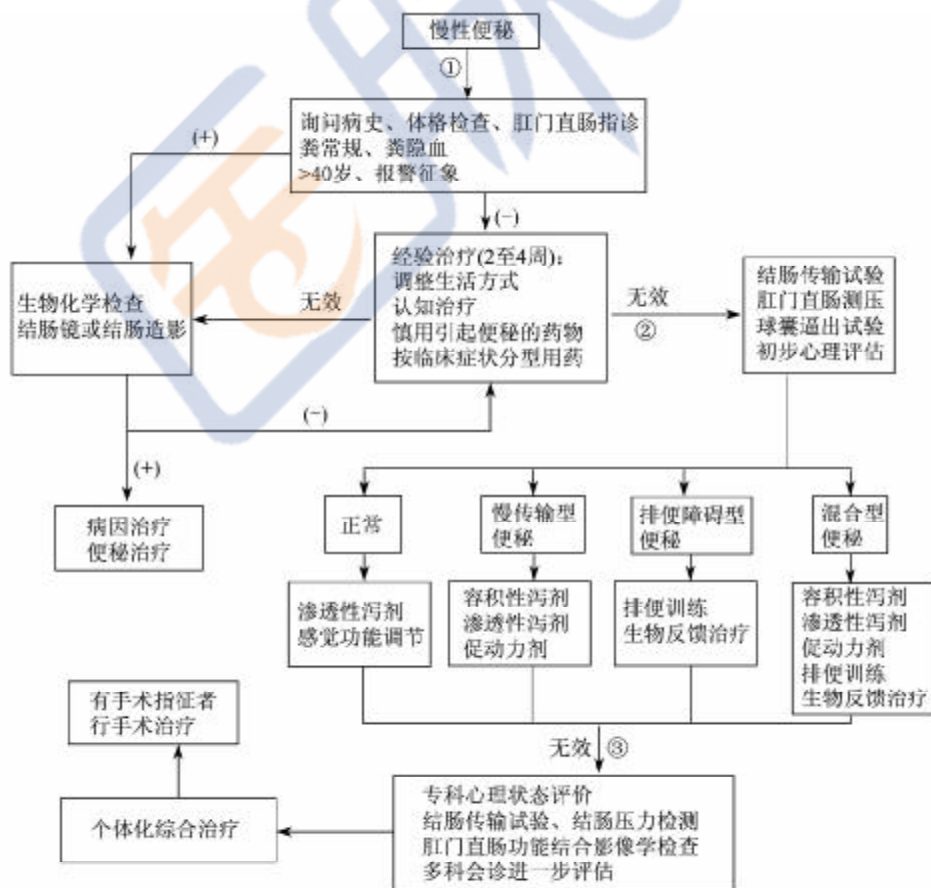 慢性便秘
①
询问病史、体格检查、肛门直肠指诊
粪常规、粪隐血
>40岁、报警征象
(+)
(-)
生物化学检查
结肠镜或结肠造影
无效
经验治疗(2至4周):
调整生活方式
认知治疗
慎用引起便秘的药物
按临床症状分型用药
无效
②
结肠传输试验
肛门直肠测压
球囊逼出试验
初步心理评估
(-)
(+)
病因治疗
便秘治疗
正常
慢传输型
便秘
排便障碍型
便秘
混合型
便秘
渗透性泻剂
感觉功能调节
容积性泻剂
渗透性泻剂
促动力剂
排便训练
生物反馈治疗
容积性泻剂
渗透性泻剂
促动力剂
排便训练
生物反馈治疗
无效 ③
有手术指征者
行手术治疗
个体化综合治疗
专科心理状态评价
结肠传输试验、结肠压力检测
肛门直肠功能结合影像学检查
多科会诊进一步评估